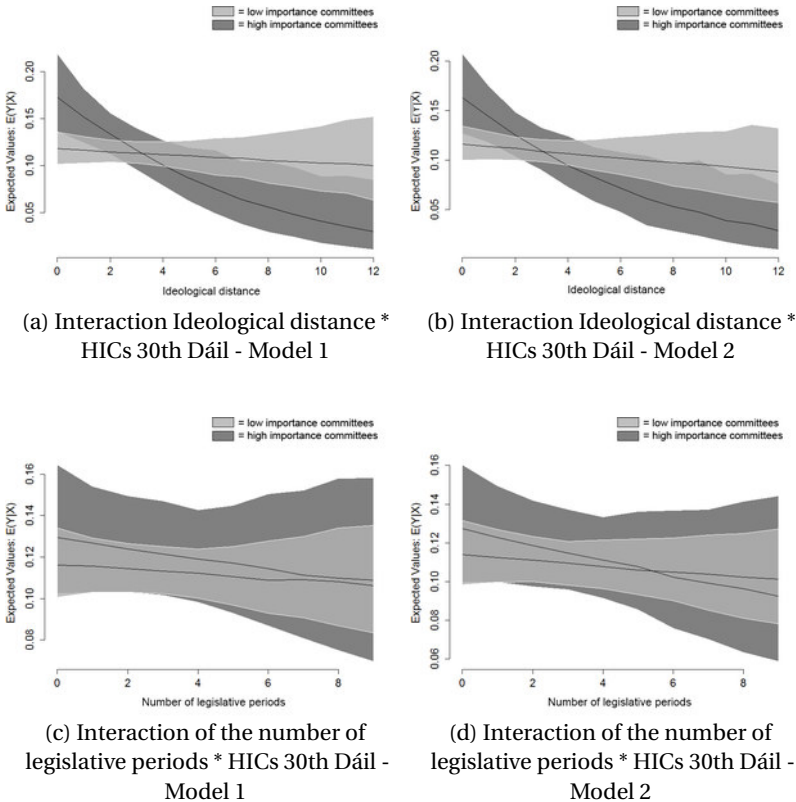 = low importance committees
= high importance committees
Expected Values: E(Y|X)
0.20
0.15
0.10
0.05
0 2 4 6 8 10 12
Ideological distance
(a) Interaction Ideological distance *
HICs 30th Dáil - Model 1
= low importance committees
= high importance committees
Expected Values: E(Y|X)
0.20
0.15
0.10
0.05
0 2 4 6 8 10 12
Ideological distance
(b) Interaction Ideological distance *
HICs 30th Dáil - Model 2
= low importance committees
= high importance committees
Expected Values: E(Y|X)
0.16
0.14
0.12
0.10
0.08
0 2 4 6 8
Number of legislative periods
(c) Interaction of the number of
legislative periods * HICs 30th Dáil -
Model 1
= low importance committees
= high importance committees
Expected Values: E(Y|X)
0.16
0.14
0.12
0.10
0.08
0.06
0 2 4 6 8
Number of legislative periods
(d) Interaction of the number of
legislative periods * HICs 30th Dáil -
Model 2